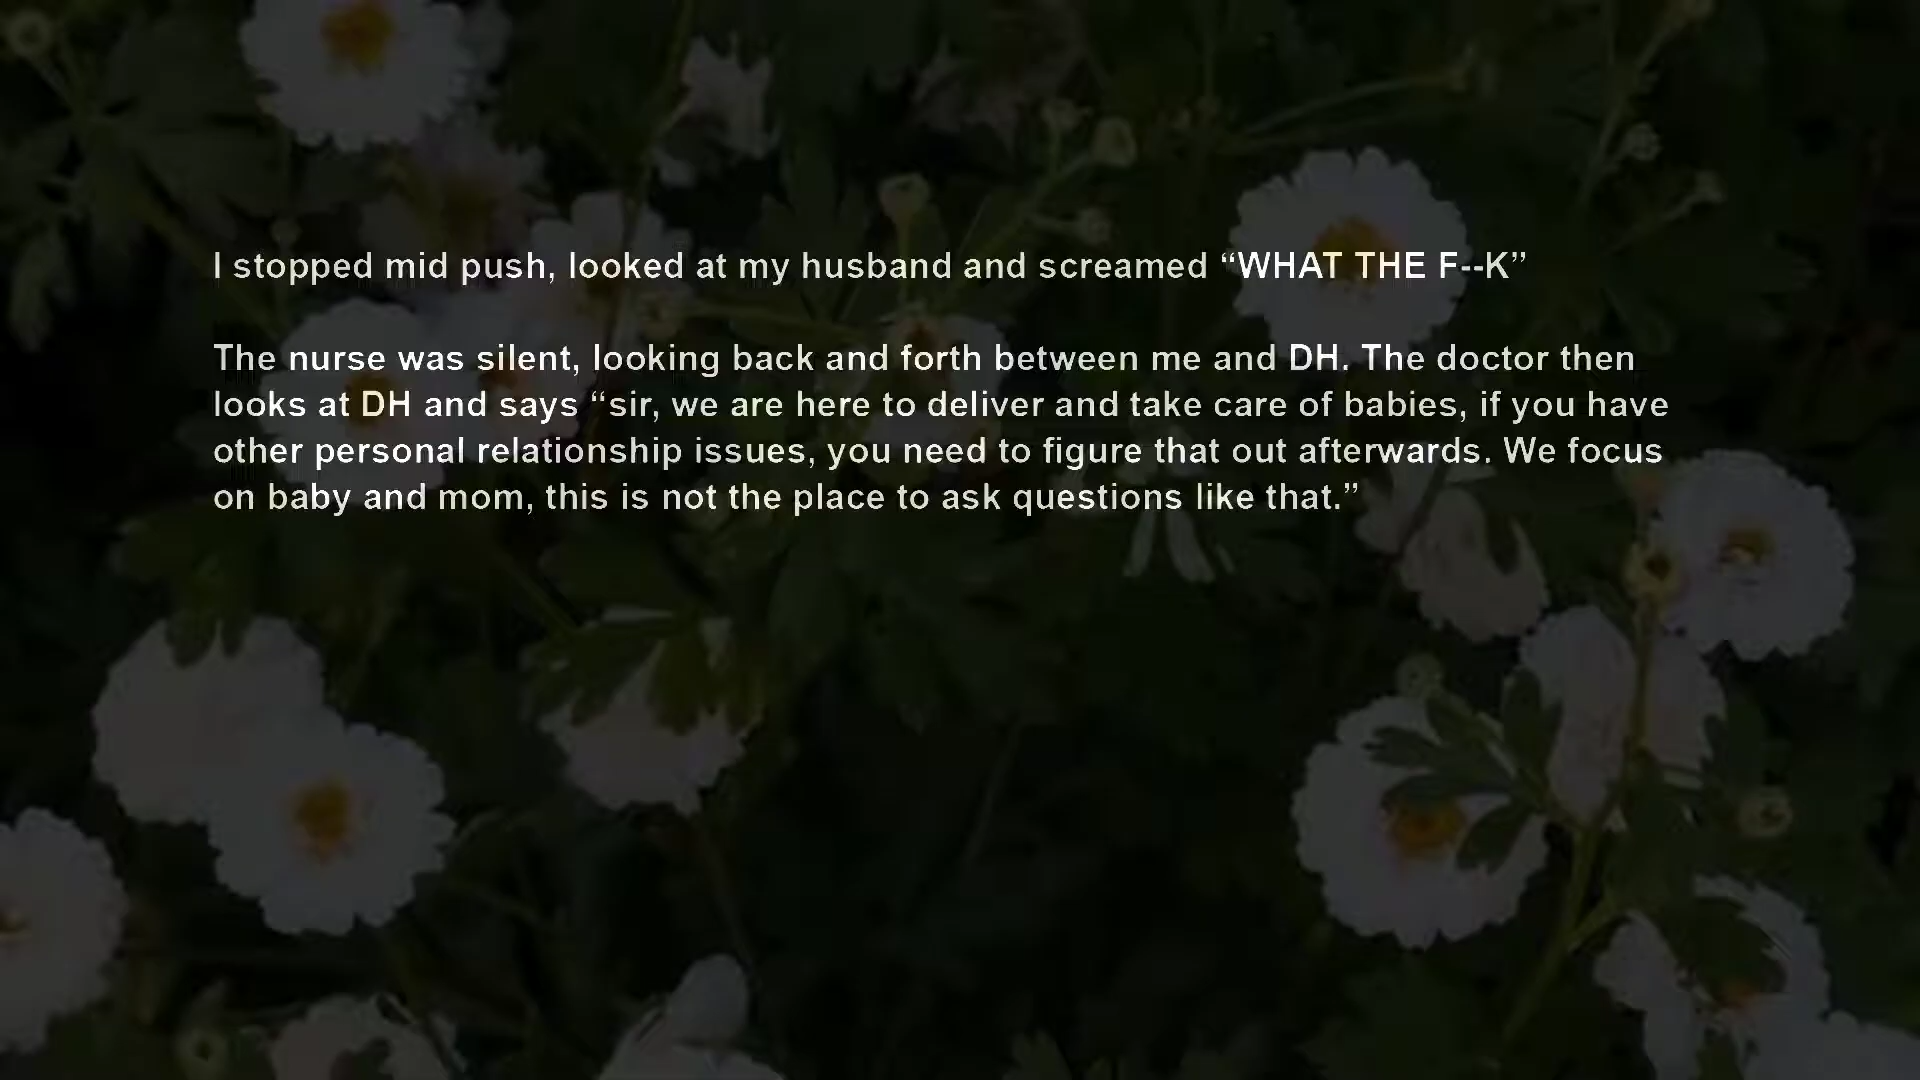 I stopped mid push, looked at my husband and screamed “WHAT THE F--K”
The nurse was silent, looking back and forth between me and DH. The doctor then
looks at DH and says “sir, we are here to deliver and take care of babies, if you have
other personal relationship issues, you need to figure that out afterwards. We focus
on baby and mom, this is not the place to ask questions like that.”